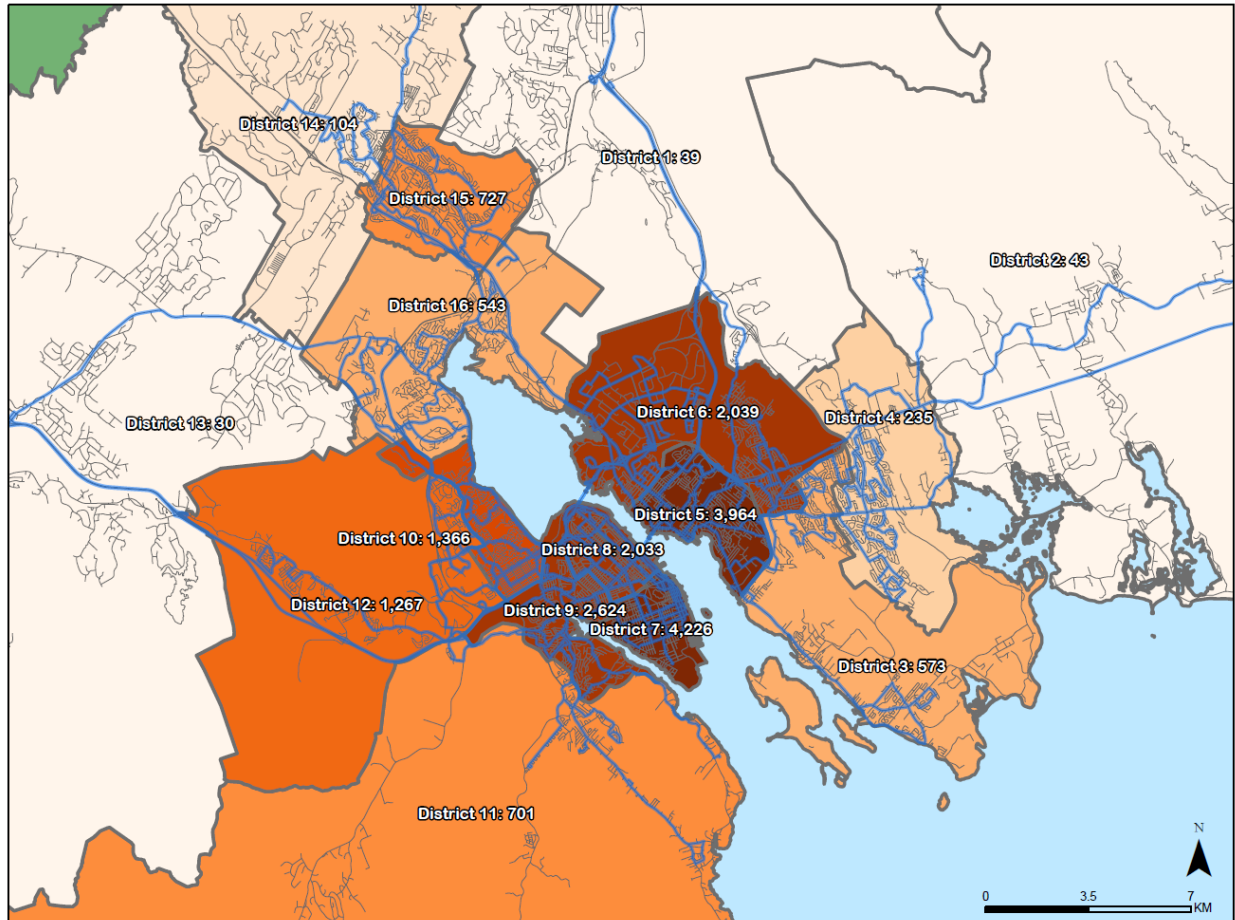 District 14: 104
District 1: 39
District 15: 727
District 2: 43
District 16: 543
District 6: 2,039
District 4: 235
District 13: 30
District 5: 3,964
District 10: 1,366
District 8: 2,033
District 12: 1,267
District 9: 2,624
District 7: 4,226
District 3: 573
District 11: 701
N
0 3.5 7
KM